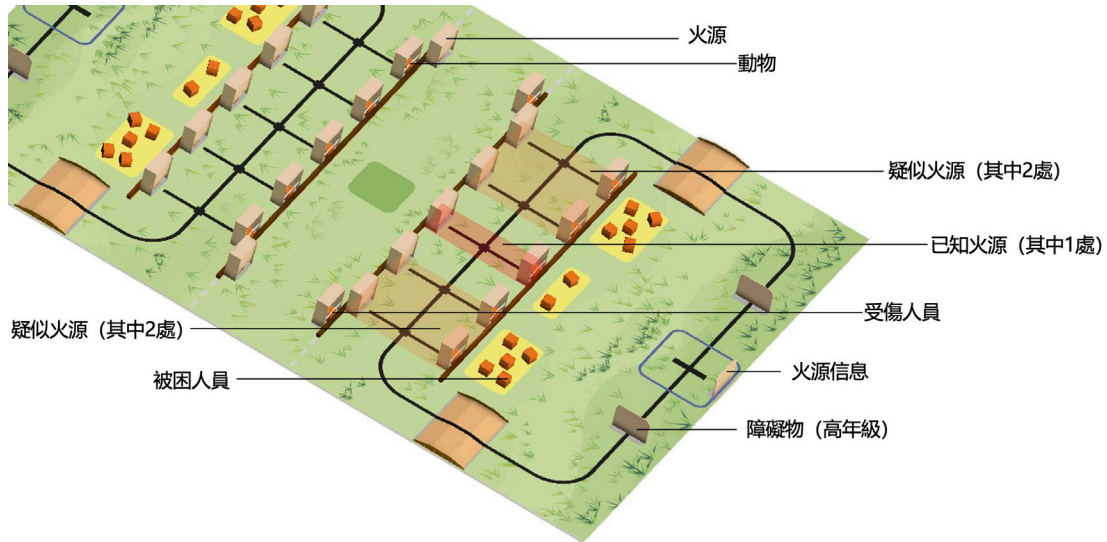 火源
動物
疑似火源（其中2處）
已知火源（其中1處）
受傷人員
疑似火源（其中2處）
火源信息
被困人員
障礙物（高年級）